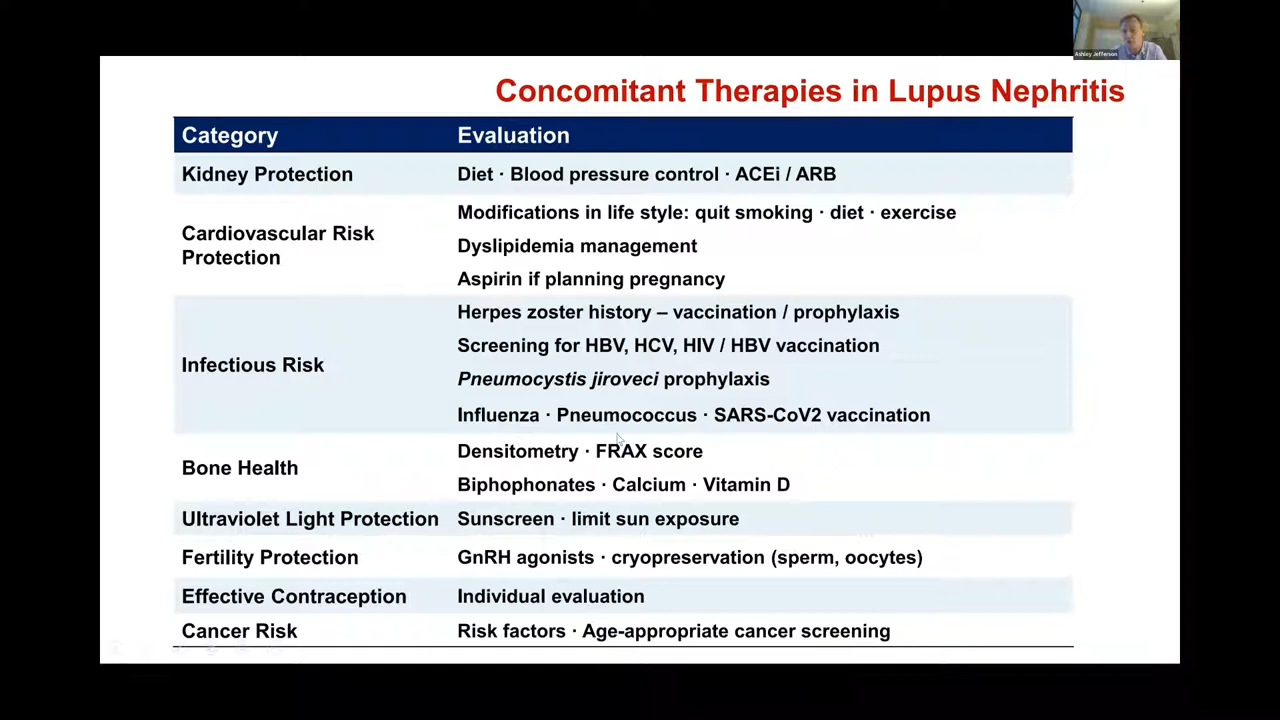 Ashley Jefferson
Concomitant Therapies in Lupus Nephritis
Category Evaluation
Kidney Protection Diet · Blood pressure control · ACEi / ARB
Cardiovascular Risk Protection
Modifications in life style: quit smoking · diet · exercise
Dyslipidemia management
Aspirin if planning pregnancy
Infectious Risk
Herpes zoster history – vaccination / prophylaxis
Screening for HBV, HCV, HIV / HBV vaccination
Pneumocystis jiroveci prophylaxis
Influenza · Pneumococcus · SARS-CoV2 vaccination
Bone Health
Densitometry · FRAX score
Biphophonates · Calcium · Vitamin D
Ultraviolet Light Protection Sunscreen · limit sun exposure
Fertility Protection GnRH agonists · cryopreservation (sperm, oocytes)
Effective Contraception Individual evaluation
Cancer Risk Risk factors · Age-appropriate cancer screening